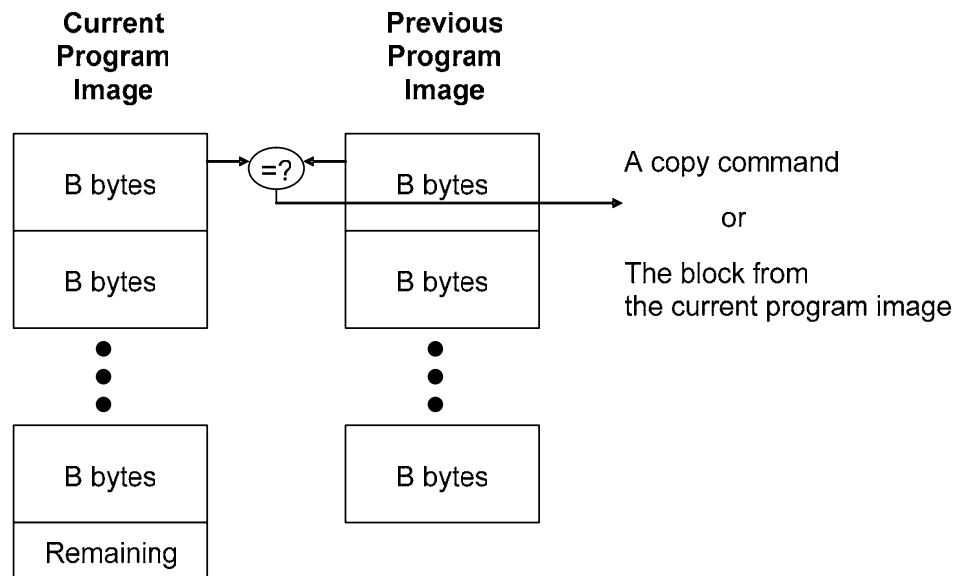 Current
Program
Image
Previous
Program
Image
B bytes
=?
B bytes
A copy command
or
B bytes
B bytes
The block from
the current program image
B bytes
B bytes
Remaining